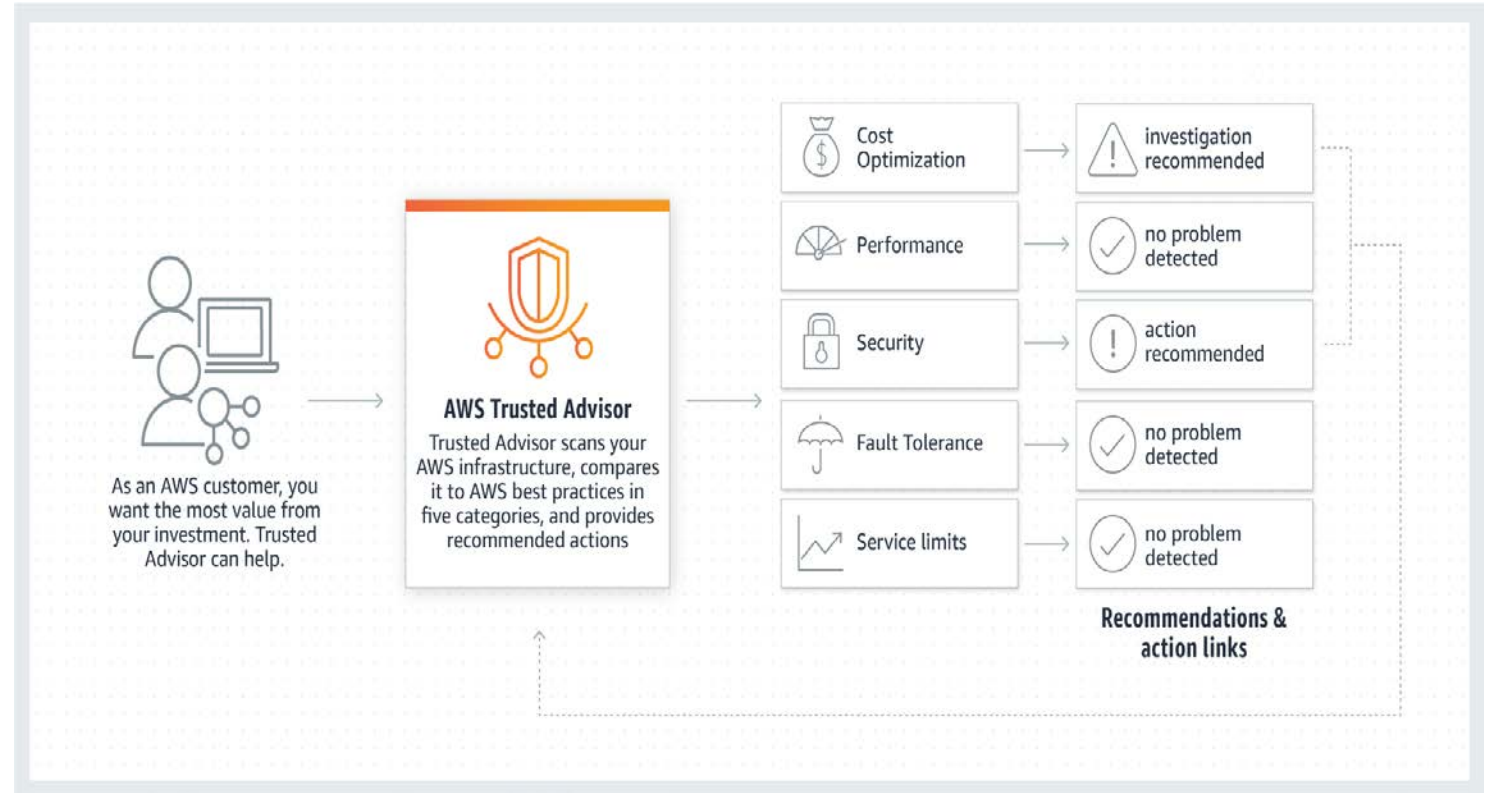 As an AWS customer, you
want the most value from
your investment. Trusted
Advisor can help.
AWS Trusted Advisor
Trusted Advisor scans your
AWS infrastructure, compares
it to AWS best practices in
five categories, and provides
recommended actions
Cost
Optimization
investigation
recommended
Performance
no problem
detected
Security
action
recommended
Fault Tolerance
no problem
detected
Service limits
no problem
detected
Recommendations &
action links